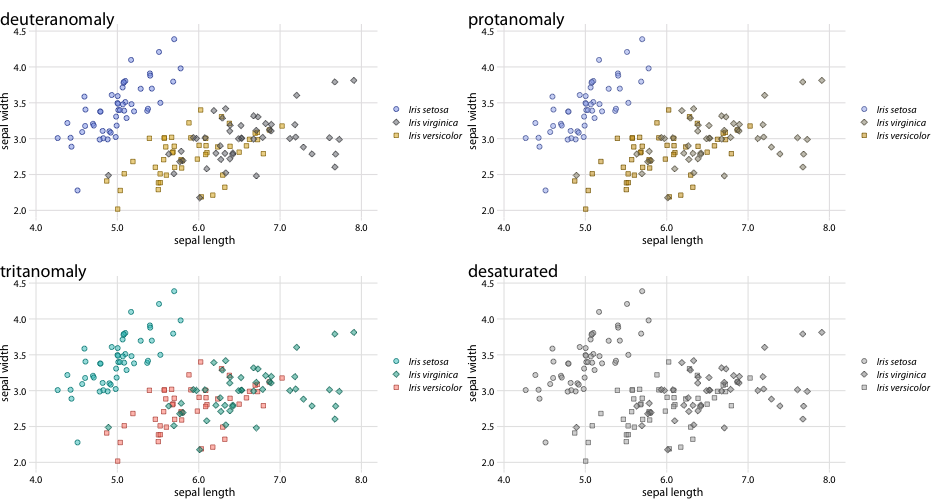 deuteranomaly
4.5
4.0
3.5
3.0
2.5
2.0
sepal width
4.0 5.0 6.0 7.0 8.0
sepal length
Iris setosa
Iris virginica
Iris versicolor
protanomaly
4.5
4.0
3.5
3.0
2.5
2.0
sepal width
4.0 5.0 6.0 7.0 8.0
sepal length
Iris setosa
Iris virginica
Iris versicolor
tritanomaly
4.5
4.0
3.5
3.0
2.5
2.0
sepal width
4.0 5.0 6.0 7.0 8.0
sepal length
Iris setosa
Iris virginica
Iris versicolor
desaturated
4.5
4.0
3.5
3.0
2.5
2.0
sepal width
4.0 5.0 6.0 7.0 8.0
sepal length
Iris setosa
Iris virginica
Iris versicolor